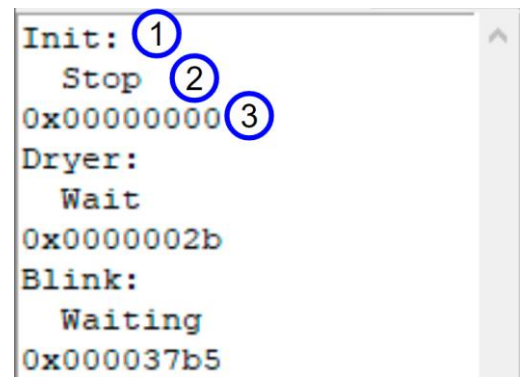 Init: 1
  Stop 2
0x00000000 3
Dryer:
  Wait
0x0000002b
Blink:
  Waiting
0x000037b5